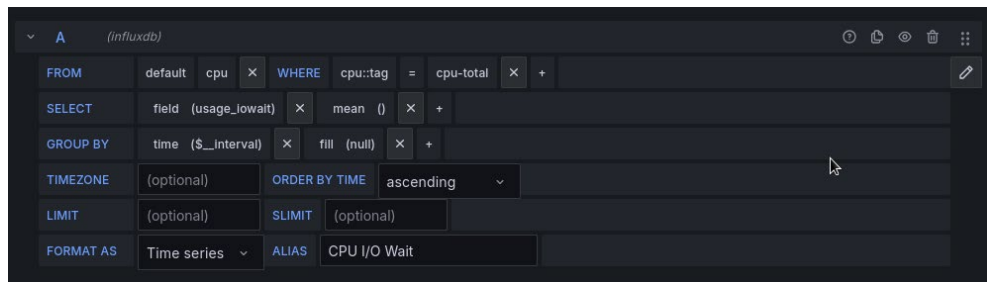 A (influxdb)
FROM default cpu × WHERE cpu::tag = cpu-total × +
SELECT field (usage_iowait) × mean () × +
GROUP BY time ($__interval) × fill (null) × +
TIMEZONE (optional) ORDER BY TIME ascending
LIMIT (optional) SLIMIT (optional)
FORMAT AS Time series ALIAS CPU I/O Wait